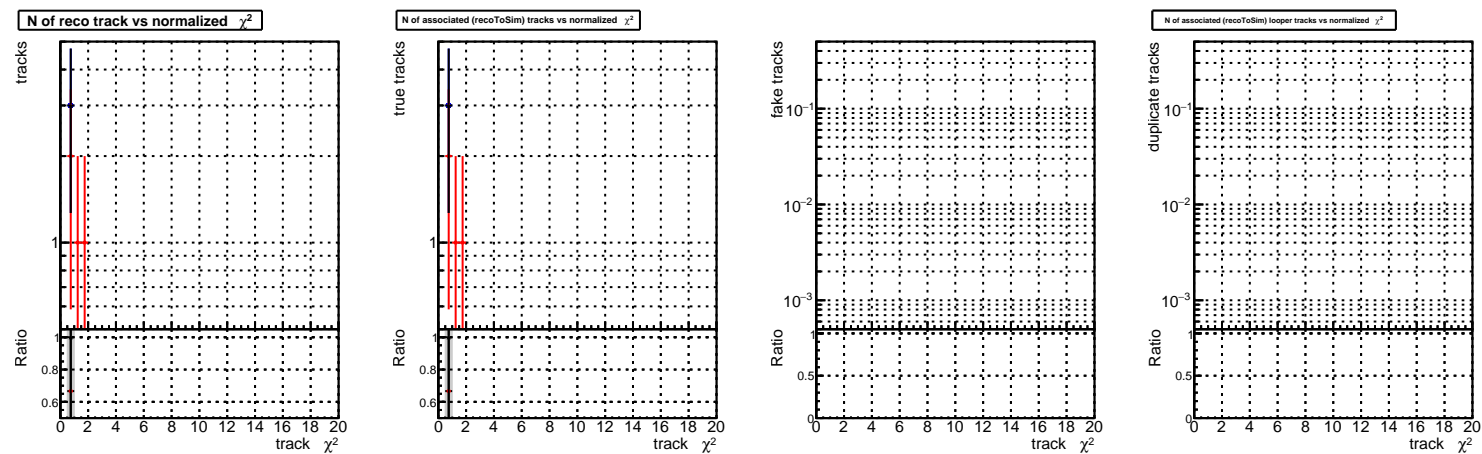 N of reco track vs normalized χ²
tracks
1
Ratio
1
0.8
0.6
0 2 4 6 8 10 12 14 16 18 20
track χ²
N of associated (recoToSim) tracks vs normalized χ²
true tracks
1
Ratio
1
0.8
0.6
0 2 4 6 8 10 12 14 16 18 20
track χ²
fake tracks
10⁻¹
10⁻²
10⁻³
Ratio
1
0.5
0
0 2 4 6 8 10 12 14 16 18 20
track χ²
N of associated (recoToSim) looper tracks vs normalized χ²
duplicate tracks
10⁻¹
10⁻²
10⁻³
Ratio
1
0.5
0
0 2 4 6 8 10 12 14 16 18 20
track χ²